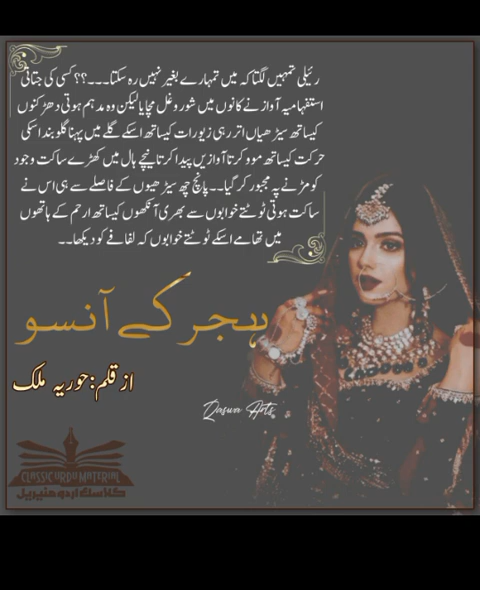 رئیلی تمہیں لگتا کہ میں تمہارے بغیر نہیں رہ سکتا۔۔۔؟؟ کسی کی جتاتی
استفہامیہ آواز نے کانوں میں شور و غل مچایا لیکن وہ مدہم ہوتی دھڑکنوں
کیساتھ سیڑھیاں اتر رہی زیورات کیساتھ اسکے گلے میں پہنا گلوبند اسکی
حرکت کیساتھ موو کرتا آوازیں پیدا کرتا نیچے ہال میں کھڑے ساکت وجود
کو مڑنے پہ مجبور کر گیا۔۔ پانچ چھ سیڑھیوں کے فاصلے سے ہی اس نے
ساکت ہوتی ٹوٹتے خوابوں سے بھری آنکھوں کیساتھ ارحم کے ہاتھوں
میں تھامے اسکے ٹوٹتے خوابوں کہ لفافے کو دیکھا۔۔
ہجر کے آنسو
از قلم: حوریہ ملک
Qaswa Arts
CLASSIC URDU MATERIAL
کلاسک اردو میٹیریل